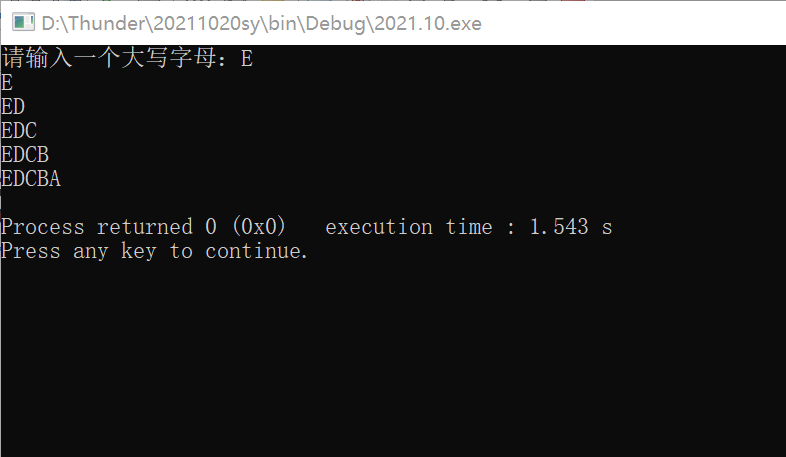 D:\Thunder\20211020sy\bin\Debug\2021.10.exe
请输入一个大写字母：E
E
ED
EDC
EDCB
EDCBA
Process returned 0 (0x0)   execution time : 1.543 s
Press any key to continue.